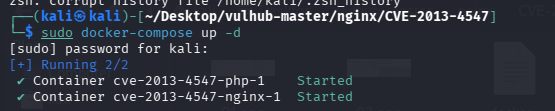 zsh: corrupt history file /home/kali/.zsh_history
┌──(kali㉿kali)-[~/Desktop/vulhub-master/nginx/CVE-2013-4547]
└─$ sudo docker-compose up -d
[sudo] password for kali:
[+] Running 2/2
✔ Container cve-2013-4547-php-1    Started
✔ Container cve-2013-4547-nginx-1  Started